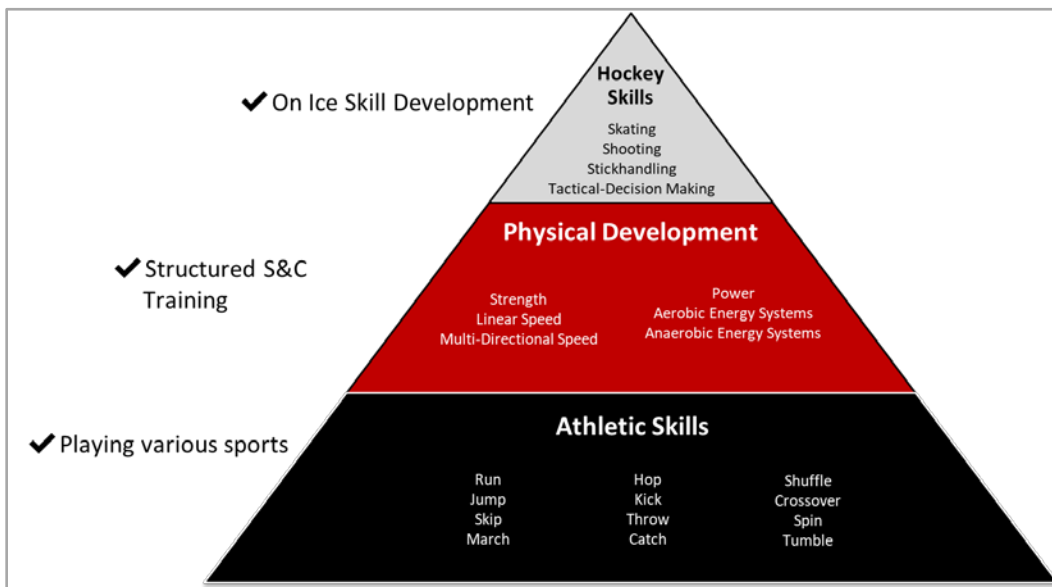 Hockey
Skills
✔ On Ice Skill Development
Skating
Shooting
Stickhandling
Tactical-Decision Making
Physical Development
✔ Structured S&C
Training
Strength
Linear Speed
Multi-Directional Speed
Power
Aerobic Energy Systems
Anaerobic Energy Systems
✔ Playing various sports
Athletic Skills
Run
Jump
Skip
March
Hop
Kick
Throw
Catch
Shuffle
Crossover
Spin
Tumble